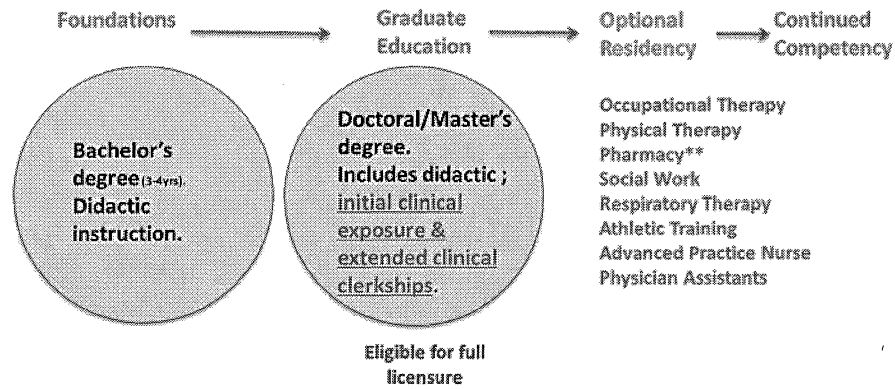 Foundations
Graduate
Education
Optional
Residency
Continued
Competency
Bachelor's
degree (3-4yrs).
Didactic
instruction.
Doctoral/Master's
degree.
Includes didactic ;
initial clinical
exposure &
extended clinical
clerkships.
Eligible for full
licensure
Occupational Therapy
Physical Therapy
Pharmacy**
Social Work
Respiratory Therapy
Athletic Training
Advanced Practice Nurse
Physician Assistants